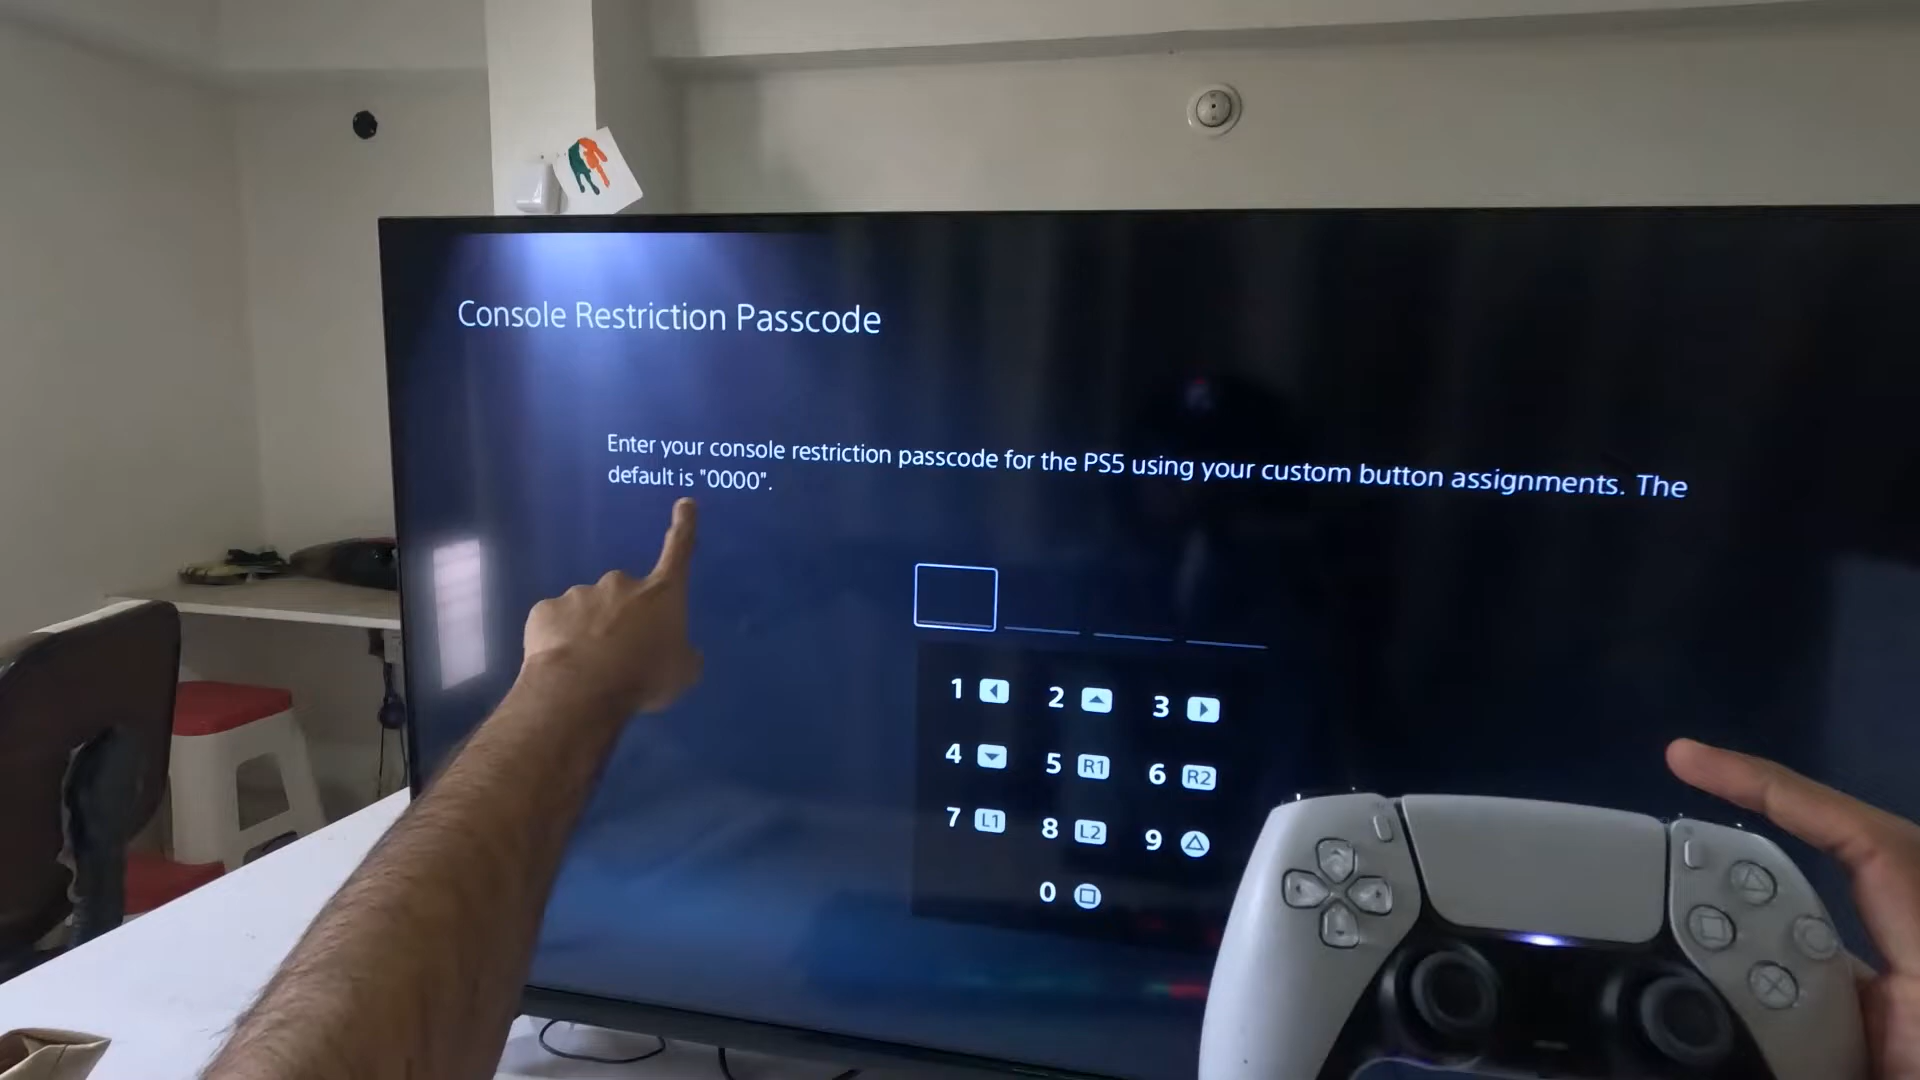 Console Restriction Passcode
Enter your console restriction passcode for the PS5 using your custom button assignments. The
default is "0000".
1 2 3
4 5 R1 6 R2
7 L1 8 L2 9
0